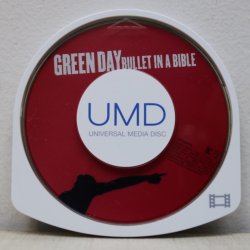 GREEN DAY BULLET IN A BIBLE
UMD
UNIVERSAL MEDIA DISC